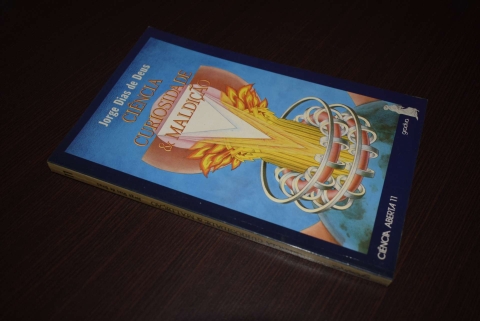 Jorge Dias de Deus
CIÊNCIA
CURIOSIDADE
& MALDIÇÃO
gradiva
CIÊNCIA ABERTA 11